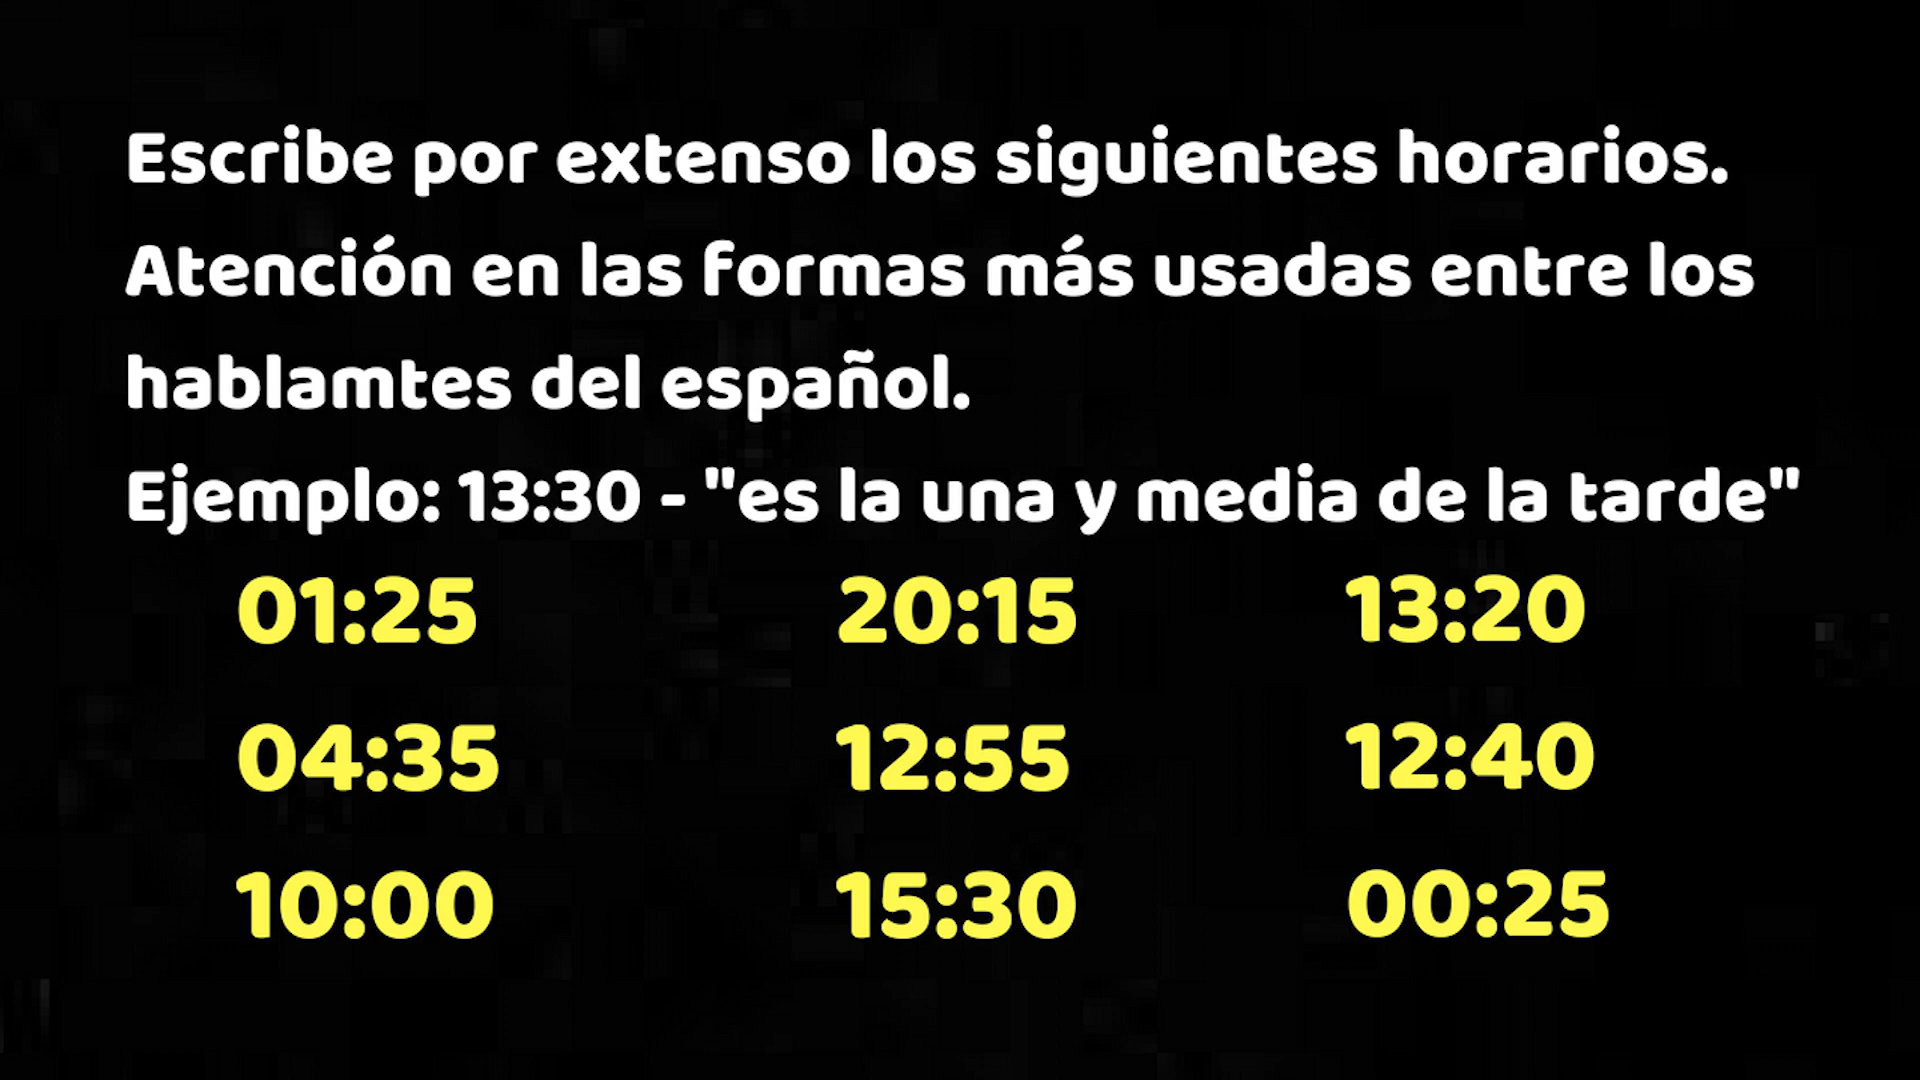 Escribe por extenso los siguientes horarios.
Atención en las formas más usadas entre los
hablamtes del español.
Ejemplo: 13:30 - "es la una y media de la tarde"
01:25 20:15 13:20
04:35 12:55 12:40
10:00 15:30 00:25